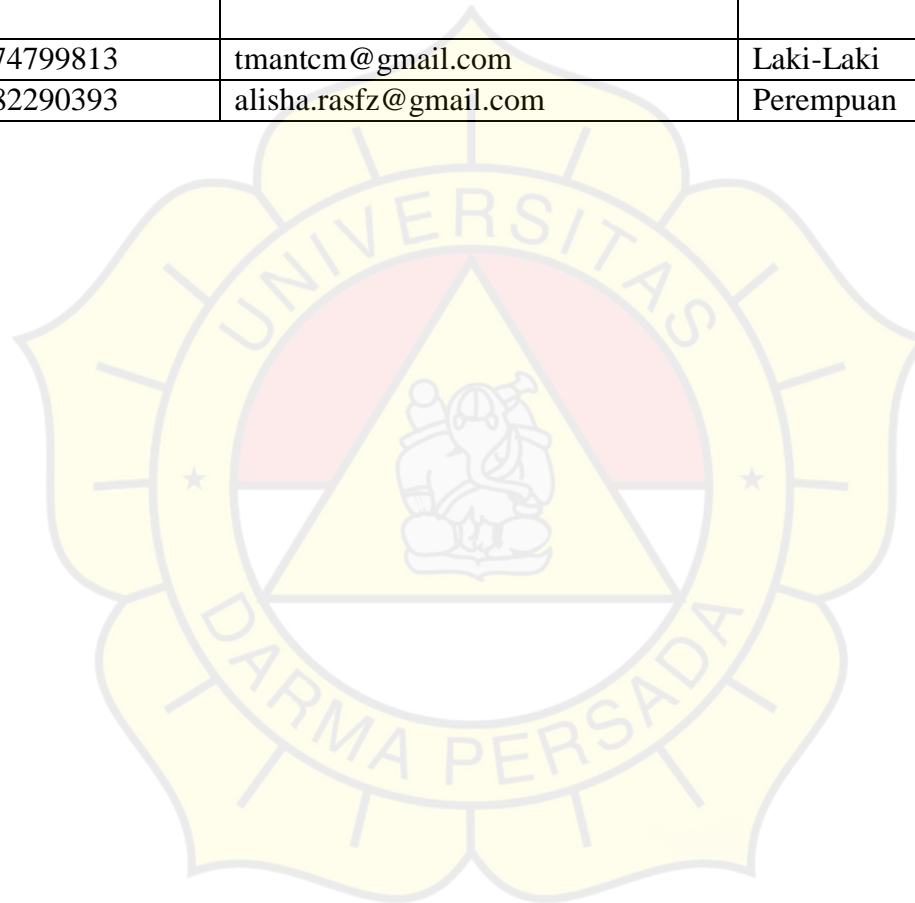 74799813 tmantcm@gmail.com Laki-Laki
82290393 alisha.rasfz@gmail.com Perempuan
UNIVERSITAS
DARMA PERSADA